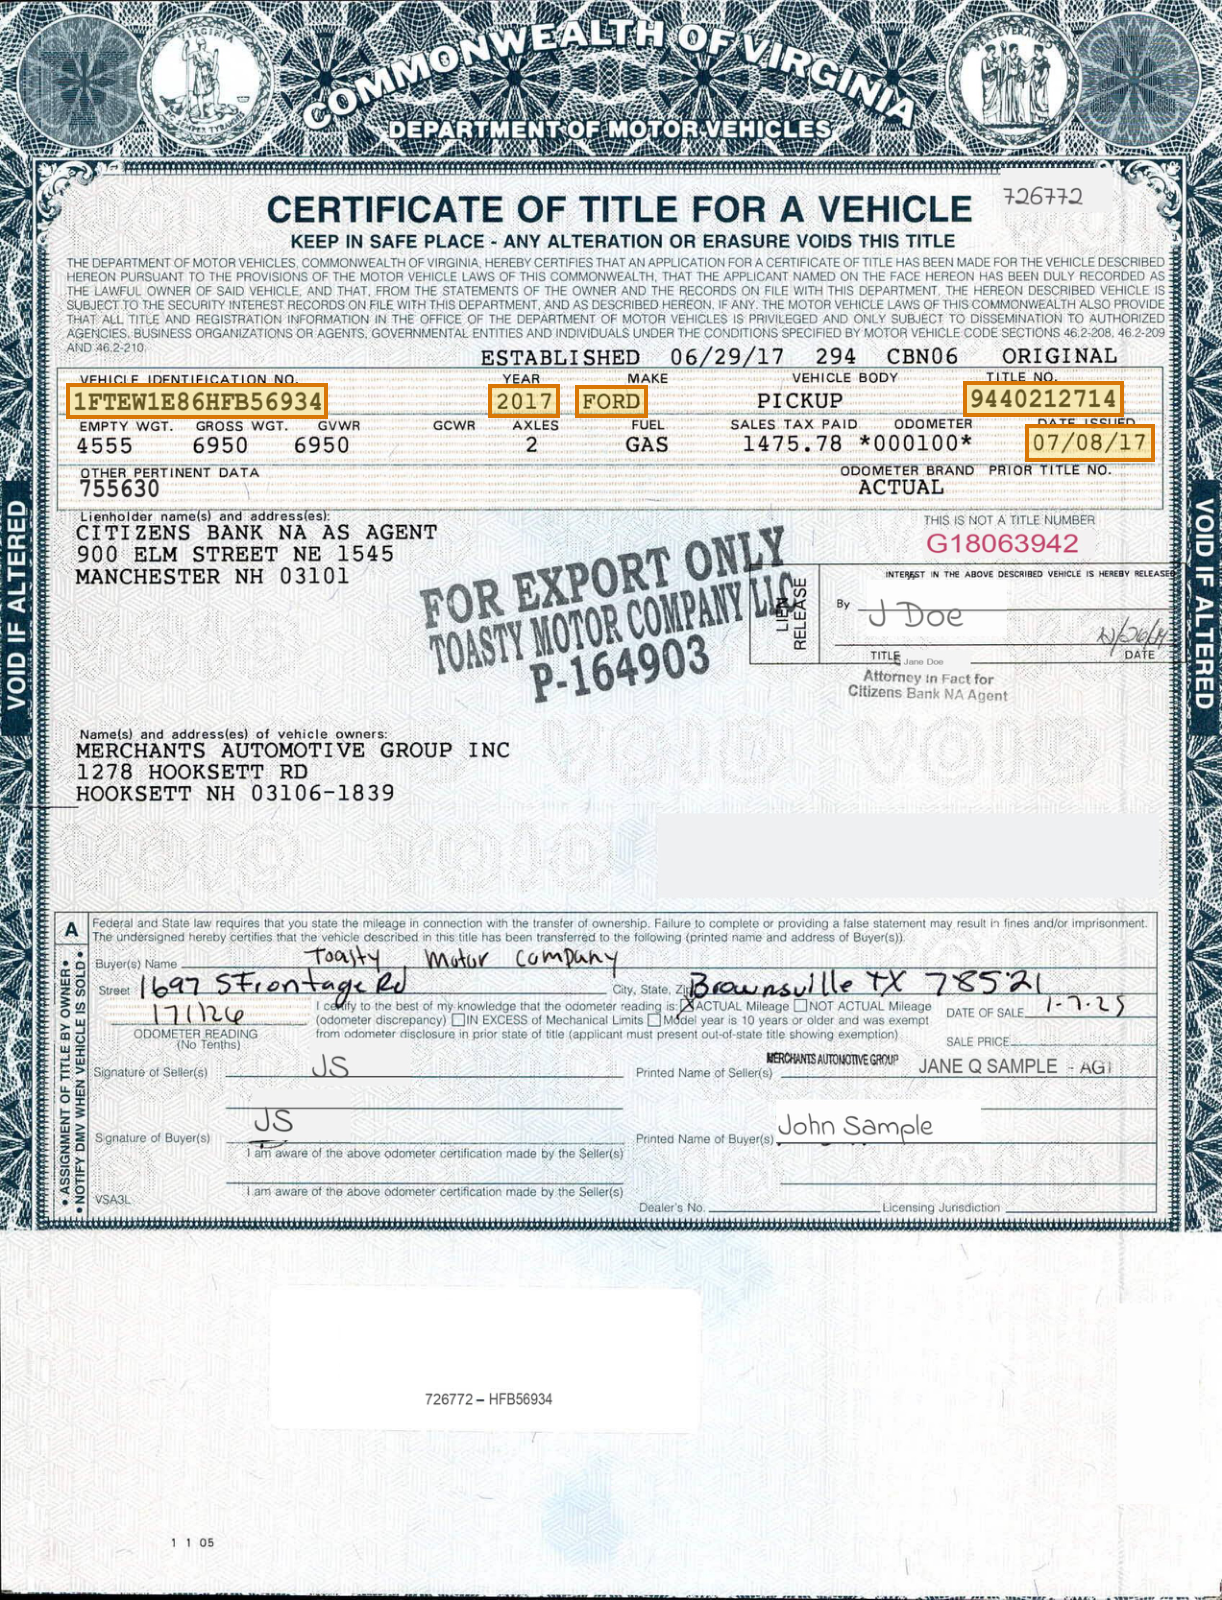 COMMONWEALTH OF VIRGINIA
DEPARTMENT OF MOTOR VEHICLES
726772
CERTIFICATE OF TITLE FOR A VEHICLE
KEEP IN SAFE PLACE - ANY ALTERATION OR ERASURE VOIDS THIS TITLE
THE DEPARTMENT OF MOTOR VEHICLES, COMMONWEALTH OF VIRGINIA, HEREBY CERTIFIES THAT AN APPLICATION FOR A CERTIFICATE OF TITLE HAS BEEN MADE FOR THE VEHICLE DESCRIBED
HEREON PURSUANT TO THE PROVISIONS OF THE MOTOR VEHICLE LAWS OF THIS COMMONWEALTH, THAT THE APPLICANT NAMED ON THE FACE HEREON HAS BEEN DULY RECORDED AS
THE LAWFUL OWNER OF SAID VEHICLE, AND THAT, FROM THE STATEMENTS OF THE OWNER AND THE RECORDS ON FILE WITH THIS DEPARTMENT, THE HEREON DESCRIBED VEHICLE IS
SUBJECT TO THE SECURITY INTEREST RECORDS ON FILE WITH THIS DEPARTMENT, AND AS DESCRIBED HEREON, IF ANY. THE MOTOR VEHICLE LAWS OF THIS COMMONWEALTH ALSO PROVIDE
THAT ALL TITLE AND REGISTRATION INFORMATION IN THE OFFICE OF THE DEPARTMENT OF MOTOR VEHICLES IS PRIVILEGED AND ONLY SUBJECT TO DISSEMINATION TO AUTHORIZED
AGENCIES, BUSINESS ORGANIZATIONS OR AGENTS, GOVERNMENTAL ENTITIES AND INDIVIDUALS UNDER THE CONDITIONS SPECIFIED BY MOTOR VEHICLE CODE SECTIONS 46.2-208, 46.2-209
AND 46.2-210.
ESTABLISHED 06/29/17 294 CBN06 ORIGINAL
VEHICLE IDENTIFICATION NO. YEAR MAKE VEHICLE BODY TITLE NO.
1FTEW1E86HFB56934 2017 FORD PICKUP 9440212714
EMPTY WGT. GROSS WGT. GVWR GCWR AXLES FUEL SALES TAX PAID ODOMETER DATE ISSUED
4555 6950 6950 2 GAS 1475.78 *000100* 07/08/17
OTHER PERTINENT DATA ODOMETER BRAND PRIOR TITLE NO.
755630 ACTUAL
Lienholder name(s) and address(es):
CITIZENS BANK NA AS AGENT
900 ELM STREET NE 1545
MANCHESTER NH 03101
THIS IS NOT A TITLE NUMBER
G18063942
FOR EXPORT ONLY
TOASTY MOTOR COMPANY LLC
P-164903
LIEN RELEASE
INTEREST IN THE ABOVE DESCRIBED VEHICLE IS HEREBY RELEASED
By J Doe
TITLE Jane Doe DATE
Attorney in Fact for
Citizens Bank NA Agent
VOID IF ALTERED
VOID IF ALTERED
Name(s) and address(es) of vehicle owners:
MERCHANTS AUTOMOTIVE GROUP INC
1278 HOOKSETT RD
HOOKSETT NH 03106-1839
A
• ASSIGNMENT OF TITLE BY OWNER•
• NOTIFY DMV WHEN VEHICLE IS SOLD •
Federal and State law requires that you state the mileage in connection with the transfer of ownership. Failure to complete or providing a false statement may result in fines and/or imprisonment.
The undersigned hereby certifies that the vehicle described in this title has been transferred to the following (printed name and address of Buyer(s)).
Buyer(s) Name Toasty Motor Company
Street 1697 S Frontage Rd City, State, Zip Brownsville TX 78521
171126 I certify to the best of my knowledge that the odometer reading is: X ACTUAL Mileage NOT ACTUAL Mileage DATE OF SALE 1-7-25
ODOMETER READING (odometer discrepancy) IN EXCESS of Mechanical Limits Model year is 10 years or older and was exempt
(No Tenths) from odometer disclosure in prior state of title (applicant must present out-of-state title showing exemption) SALE PRICE
Signature of Seller(s) JS Printed Name of Seller(s) MERCHANTS AUTOMOTIVE GROUP JANE Q SAMPLE - AGT
JS
Signature of Buyer(s) Printed Name of Buyer(s) John Sample
I am aware of the above odometer certification made by the Seller(s)
VSA3L I am aware of the above odometer certification made by the Seller(s)
Dealer's No. Licensing Jurisdiction
726772 – HFB56934
1 1 05